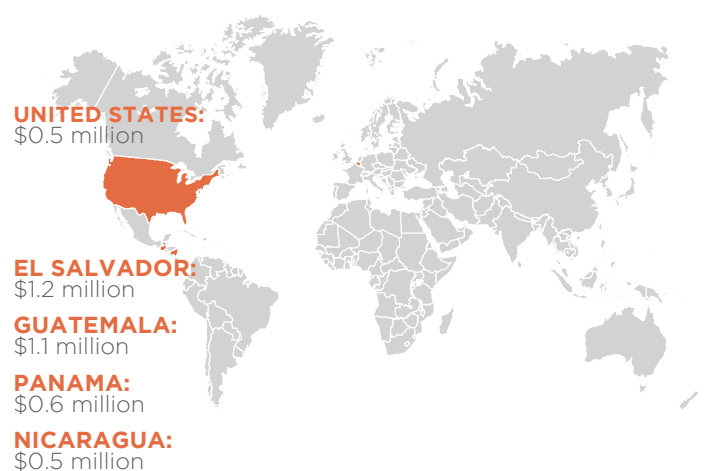 UNITED STATES:
$0.5 million
EL SALVADOR:
$1.2 million
GUATEMALA:
$1.1 million
PANAMA:
$0.6 million
NICARAGUA:
$0.5 million